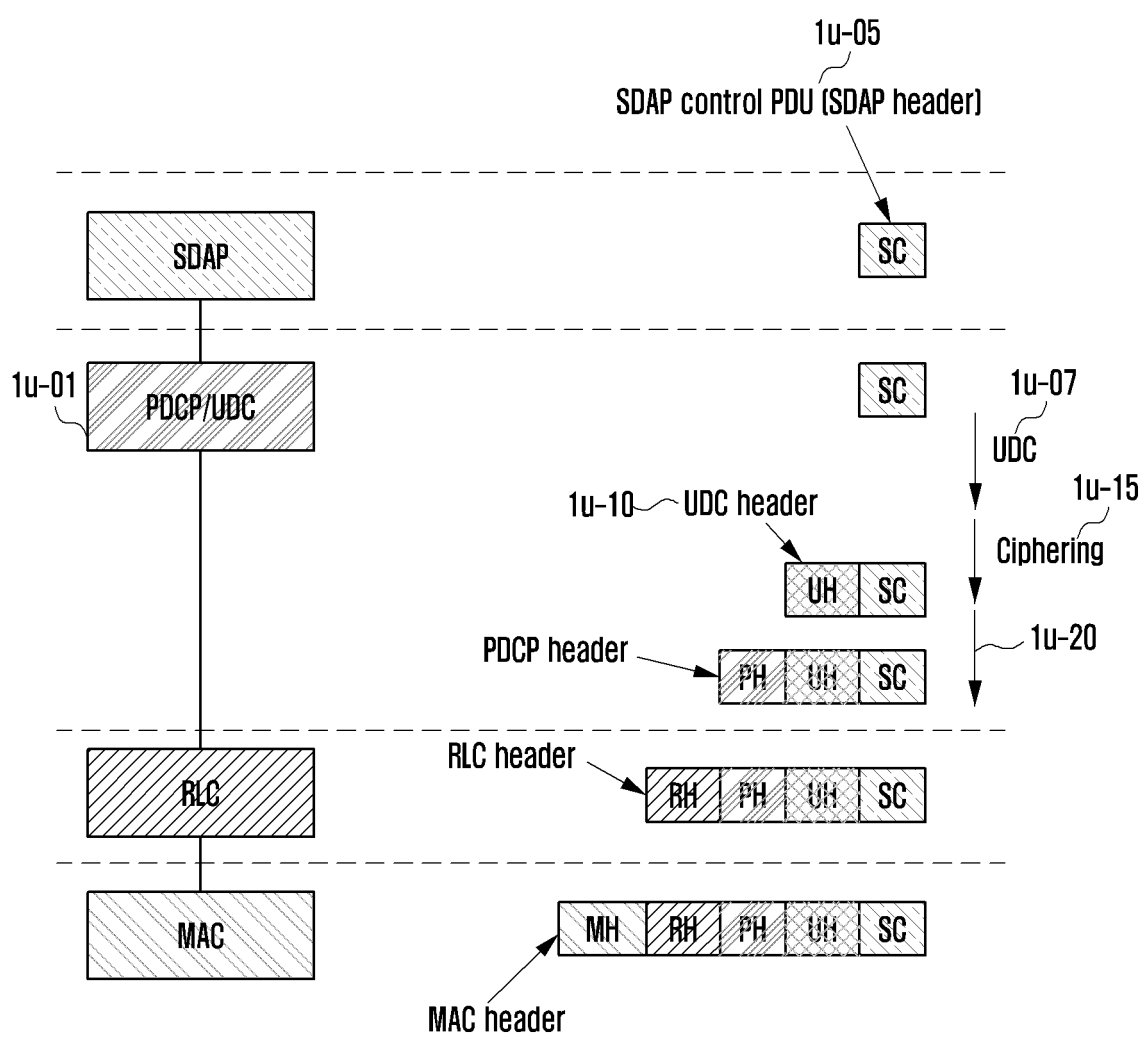 1u-05
SDAP control PDU (SDAP header)
SDAP
SC
1u-01
PDCP/UDC
SC
1u-07
UDC
1u-15
1u-10
UDC header
Ciphering
UH
SC
1u-20
PDCP header
PH
UH
SC
RLC header
RLC
RH
PH
UH
SC
MAC
MH
RH
PH
UH
SC
MAC header